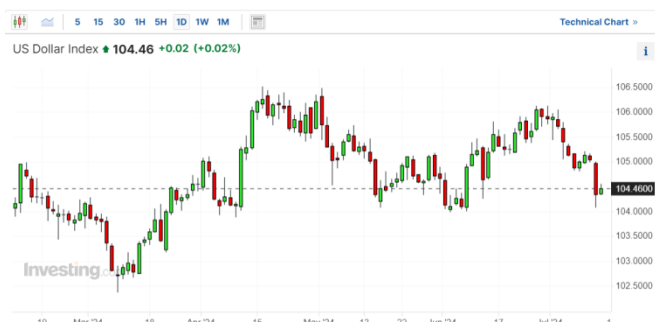 5 15 30 1H 5H 1D 1W 1M Technical Chart »
US Dollar Index 104.46 +0.02 (+0.02%) i
106.5000
106.0000
105.5000
105.0000
104.4600
104.0000
103.5000
103.0000
102.5000
Investing
Mar '24 18 Apr '24 15 May '24 13 Jun '24 17 Jul '24